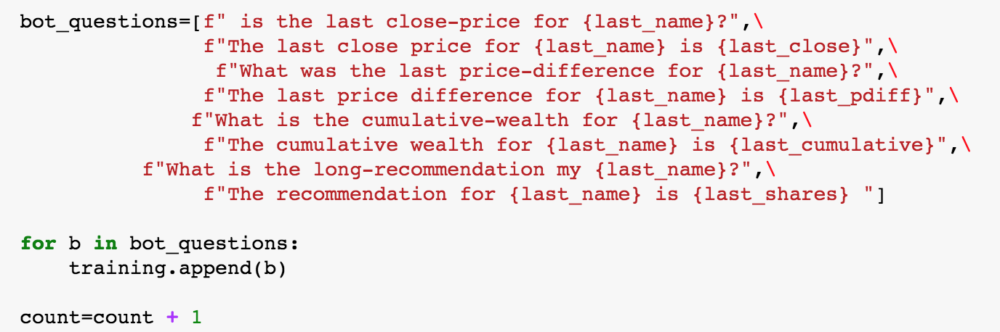 bot_questions=[f" is the last close-price for {last_name}?",\
f"The last close price for {last_name} is {last_close}",\
f"What was the last price-difference for {last_name}?",\
f"The last price difference for {last_name} is {last_pdiff}",\
f"What is the cumulative-wealth for {last_name}?",\
f"The cumulative wealth for {last_name} is {last_cumulative}",\
f"What is the long-recommendation my {last_name}?",\
f"The recommendation for {last_name} is {last_shares} "]
for b in bot_questions:
training.append(b)
count=count + 1